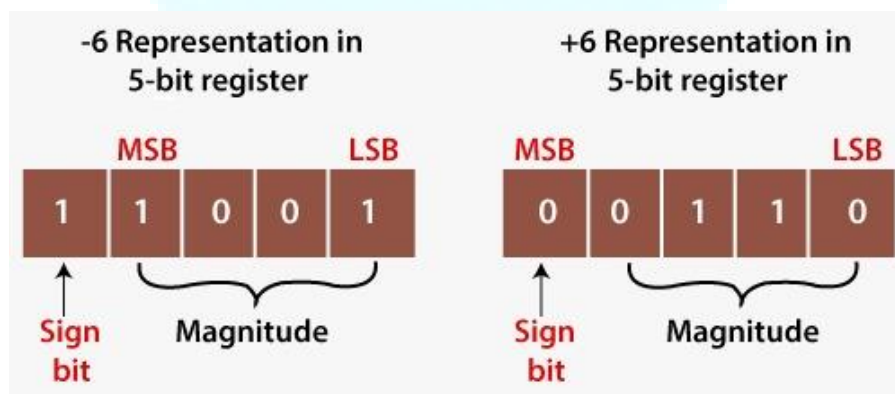 -6 Representation in
5-bit register
MSB LSB
1 1 0 0 1
Sign
bit
Magnitude
+6 Representation in
5-bit register
MSB LSB
0 0 1 1 0
Sign
bit
Magnitude